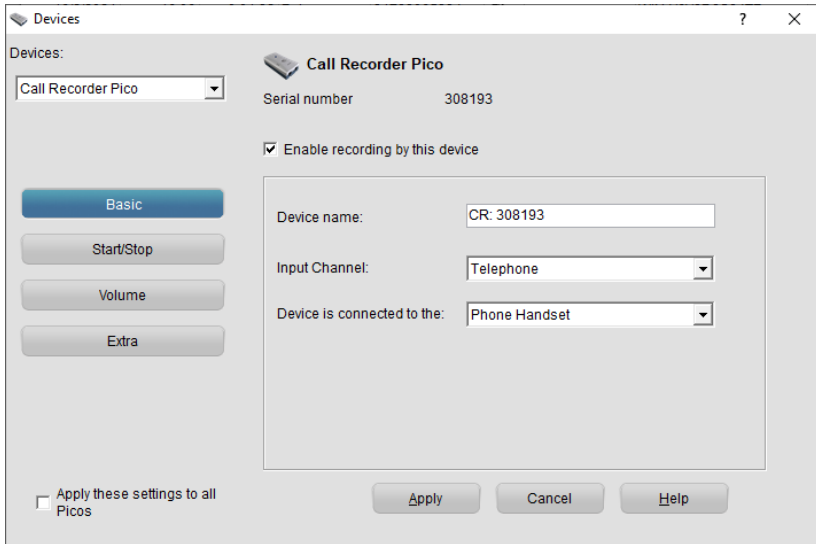 Devices
?
Devices:
Call Recorder Pico
Call Recorder Pico
Serial number 308193
Enable recording by this device
Basic
Start/Stop
Volume
Extra
Device name: CR: 308193
Input Channel: Telephone
Device is connected to the: Phone Handset
Apply these settings to all
Picos
Apply Cancel Help